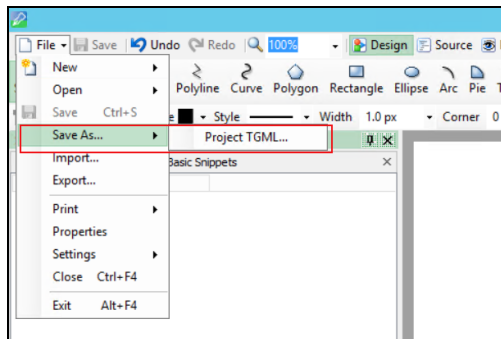 File Save Undo Redo 100% Design Source
New
Polyline Curve Polygon Rectangle Ellipse Arc Pie
Open
Save Ctrl+S
Style Width 1.0 px Corner 0
Save As...
Project TGML...
Import...
Basic Snippets
Export...
Print
Properties
Settings
Close Ctrl+F4
Exit Alt+F4